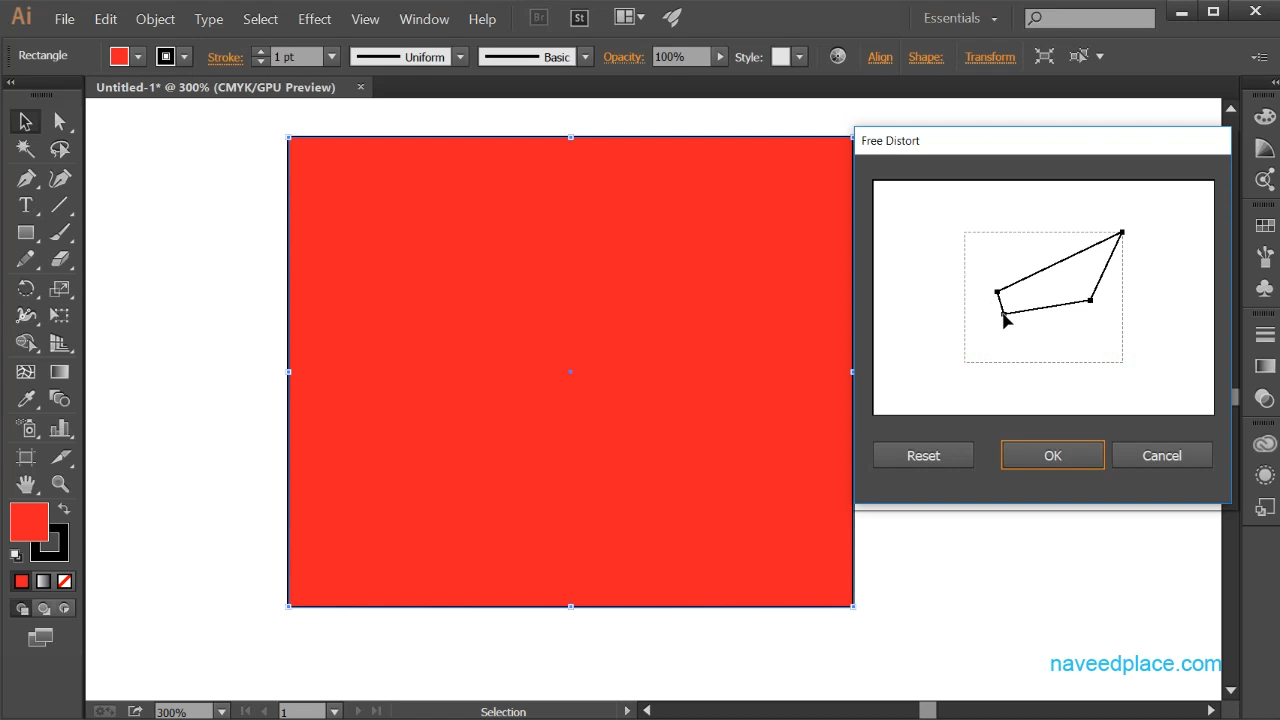 Ai File Edit Object Type Select Effect View Window Help Br St Essentials
Rectangle Stroke: 1 pt Uniform Basic Opacity: 100% Style: Align Shape: Transform
Untitled-1* @ 300% (CMYK/GPU Preview) ×
Free Distort
T
Reset OK Cancel
naveedplace.com
300% 1 Selection